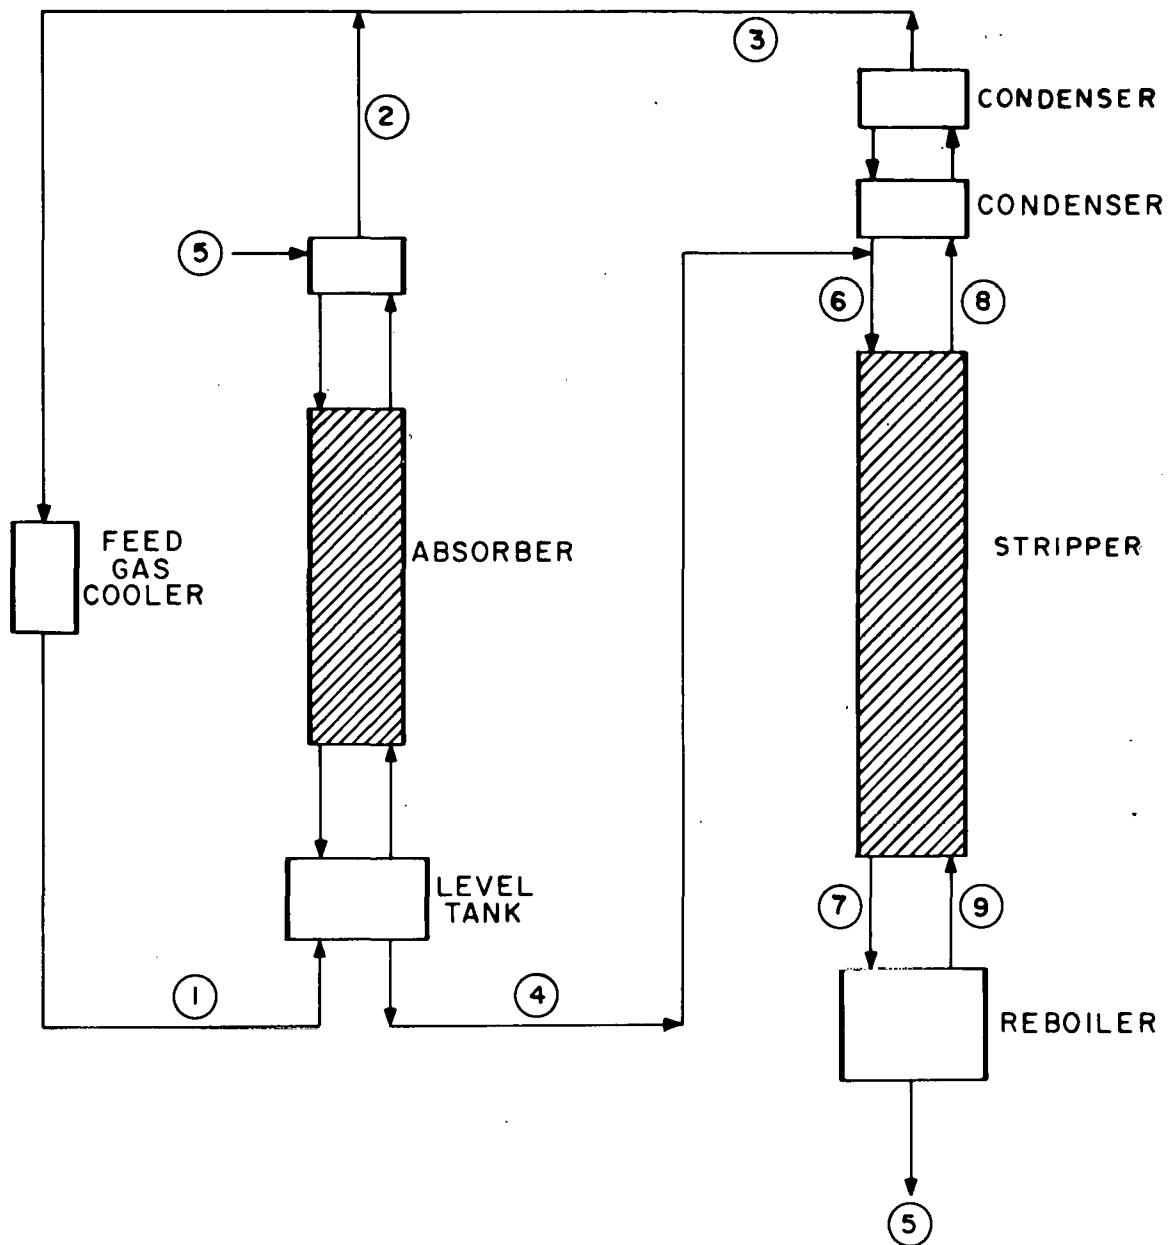 3
CONDENSER
2
CONDENSER
5
6
8
FEED
GAS
COOLER
ABSORBER
STRIPPER
LEVEL
TANK
7
9
1
4
REBOILER
5